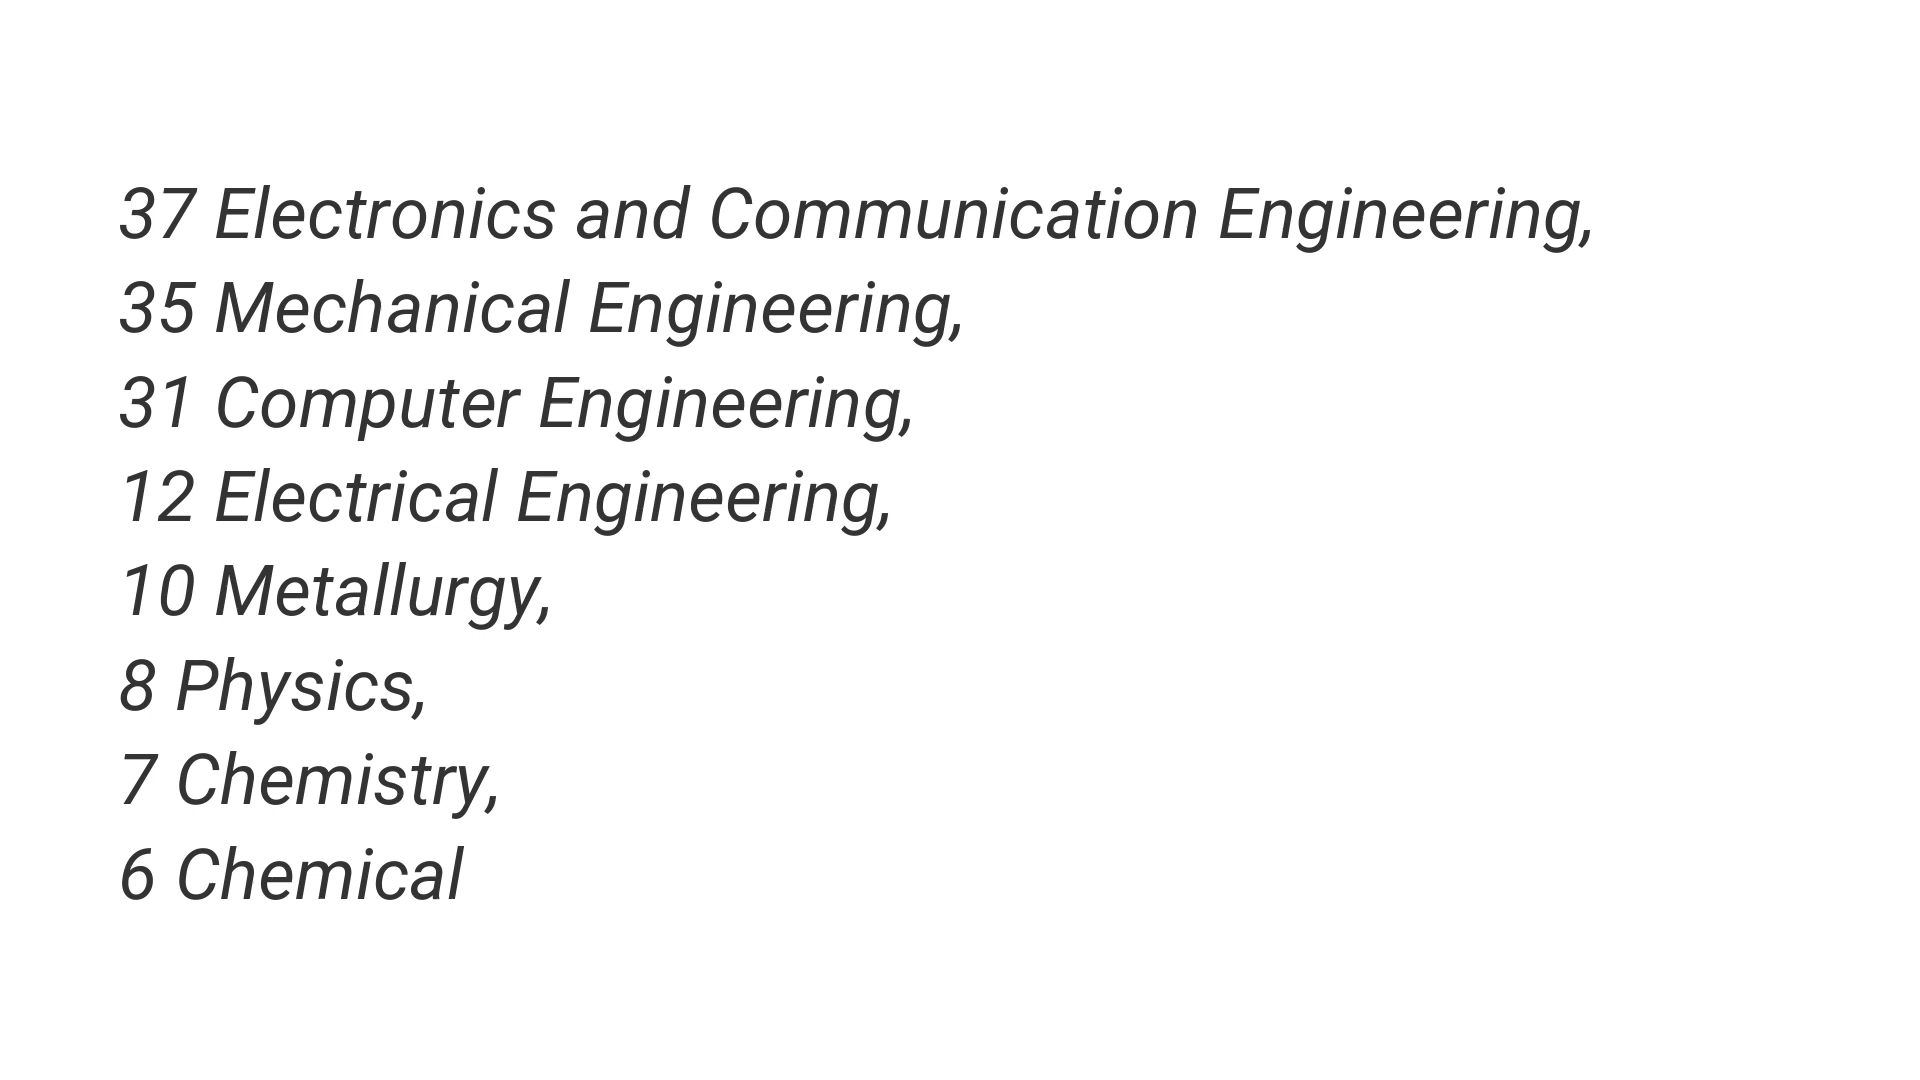 37 Electronics and Communication Engineering,
35 Mechanical Engineering,
31 Computer Engineering,
12 Electrical Engineering,
10 Metallurgy,
8 Physics,
7 Chemistry,
6 Chemical